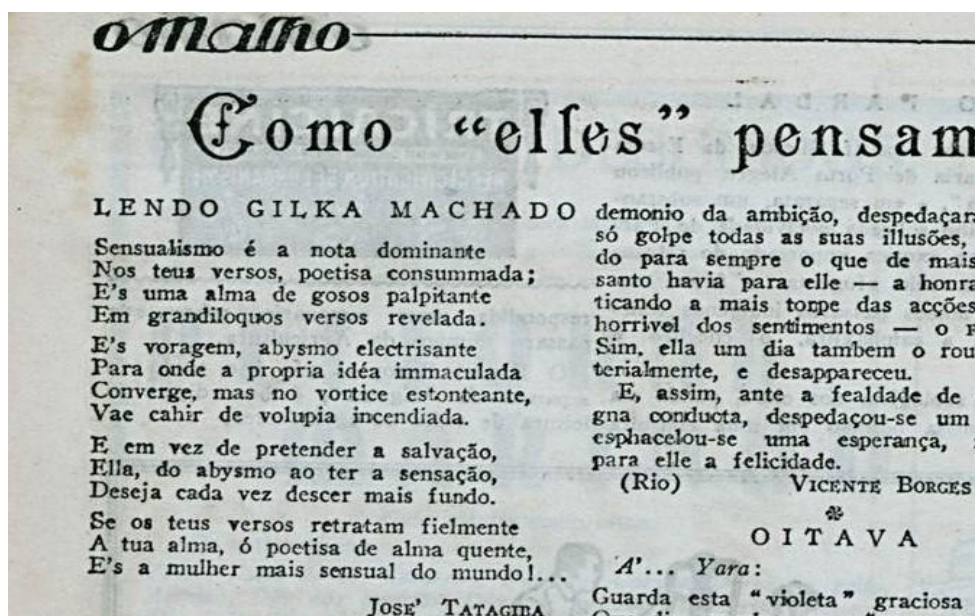 O Malho
Como "elles" pensam
LENDO GILKA MACHADO
Sensualismo é a nota dominante
Nos teus versos, poetisa consummada;
E's uma alma de gosos palpitante
Em grandiloquos versos revelada.
E's voragem, abysmo electrisante
Para onde a propria idéa immaculada
Converge, mas no vortice estonteante,
Vae cahir de volupia incendiada.
E em vez de pretender a salvação,
Ella, do abysmo ao ter a sensação,
Deseja cada vez descer mais fundo.
Se os teus versos retratam fielmente
A tua alma, ó poetisa de alma quente,
E's a mulher mais sensual do mundo!...
JOSE' TATAGIBA
demonio da ambição, despedaçara
só golpe todas as suas illusões,
do para sempre o que de mais
santo havia para elle — a honra
ticando a mais torpe das acções
horrivel dos sentimentos — o
Sim, ella um dia tambem o rou
terialmente, e desappareceu.
E, assim, ante a fealdade de
gna conducta, despedaçou-se um
esphacelou-se uma esperança,
para elle a felicidade.
(Rio) VICENTE BORGES
OITAVA
A'... Yara:
Guarda esta "violeta" graciosa